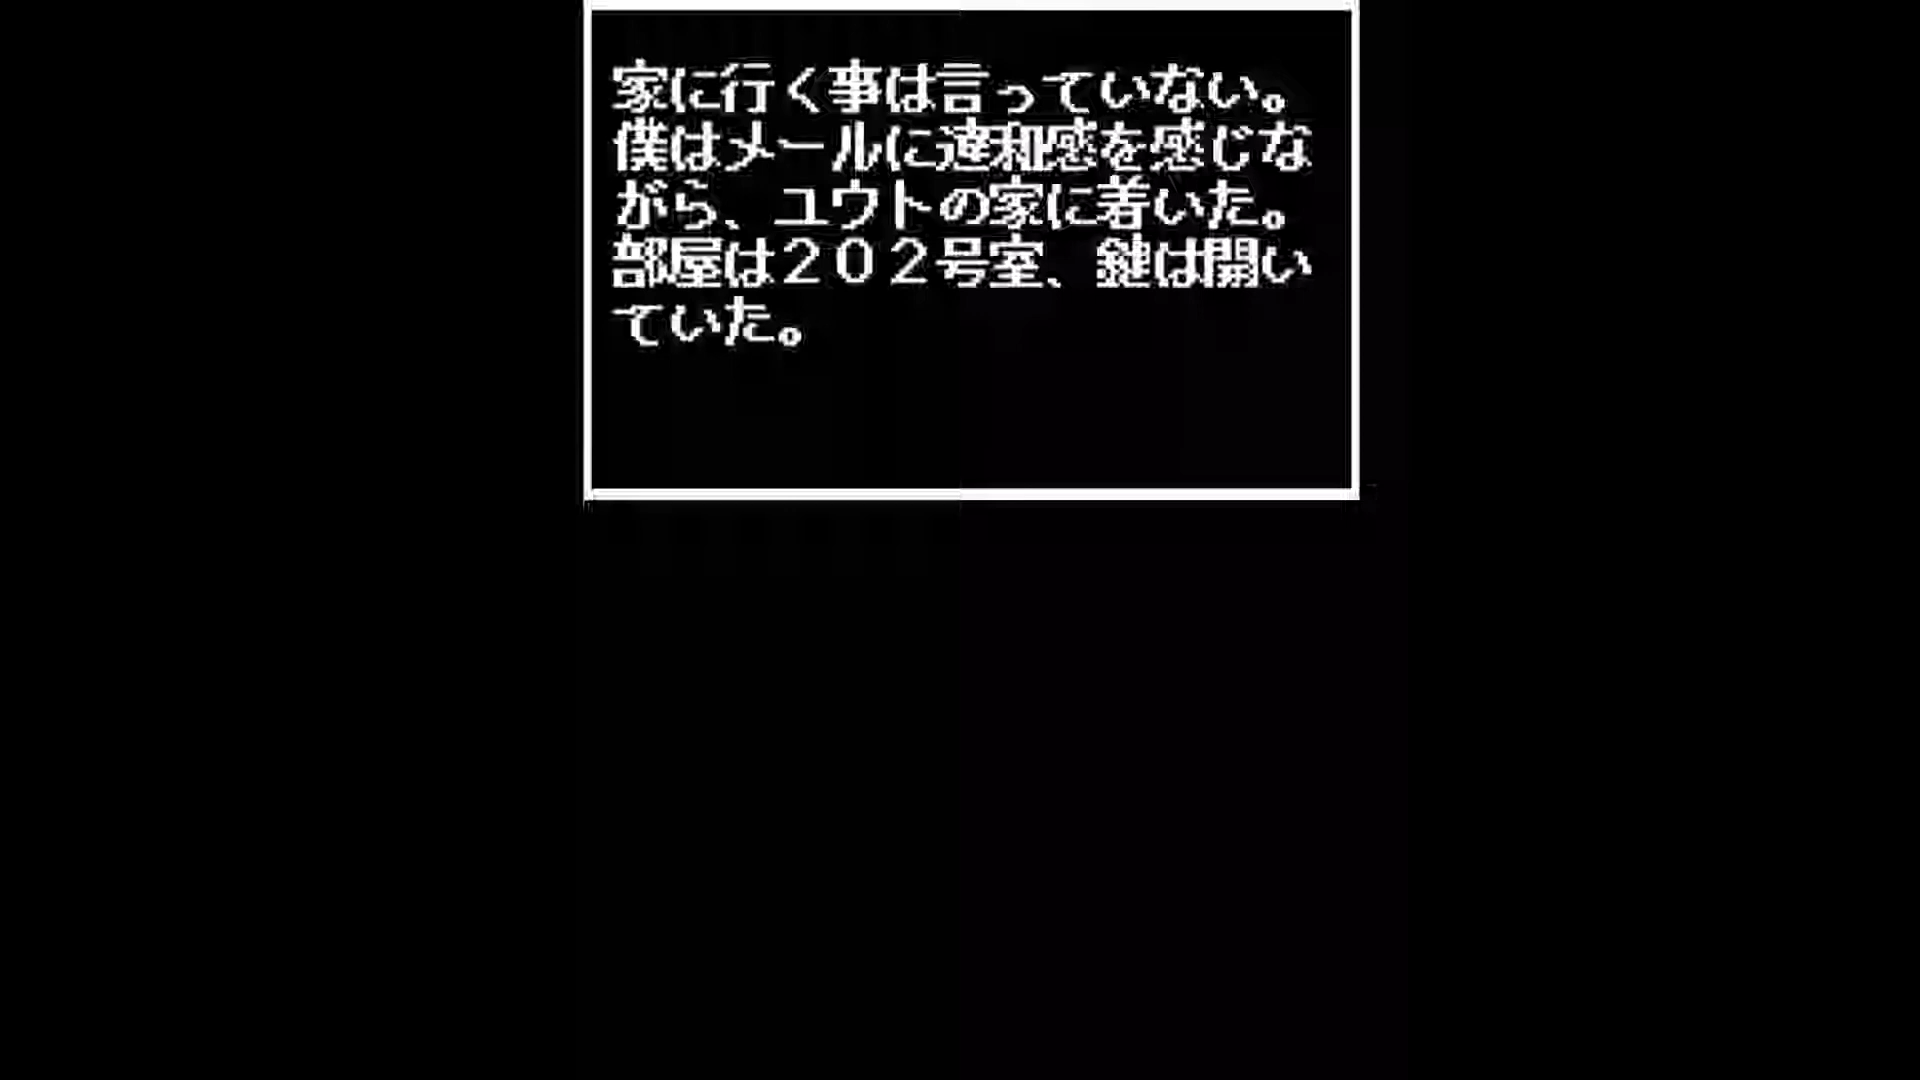 家に行く事は言っていない。
僕はメールに違和感を感じな
がら、ユウトの家に着いた。
部屋は２０２号室、鍵は開い
ていた。